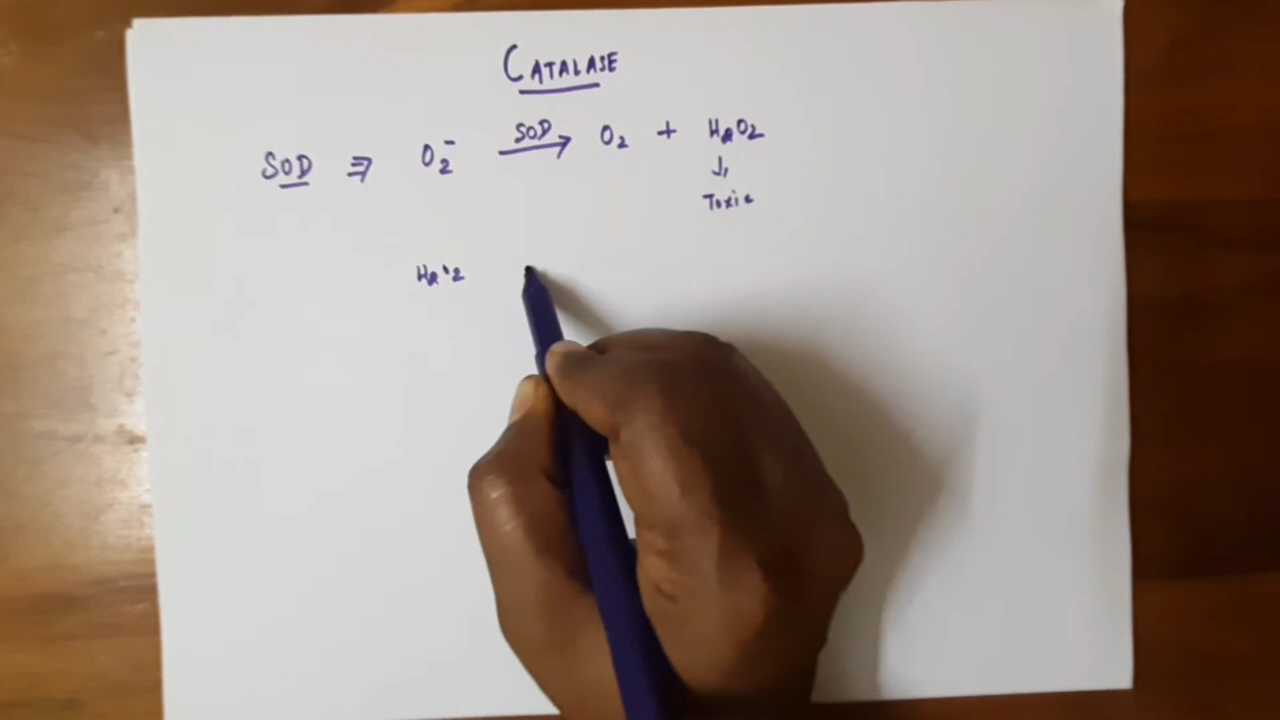 CATALASE
SOD ⇒ O₂⁻ SOD → O₂ + H₂O₂
↓
Toxic
H₂O₂